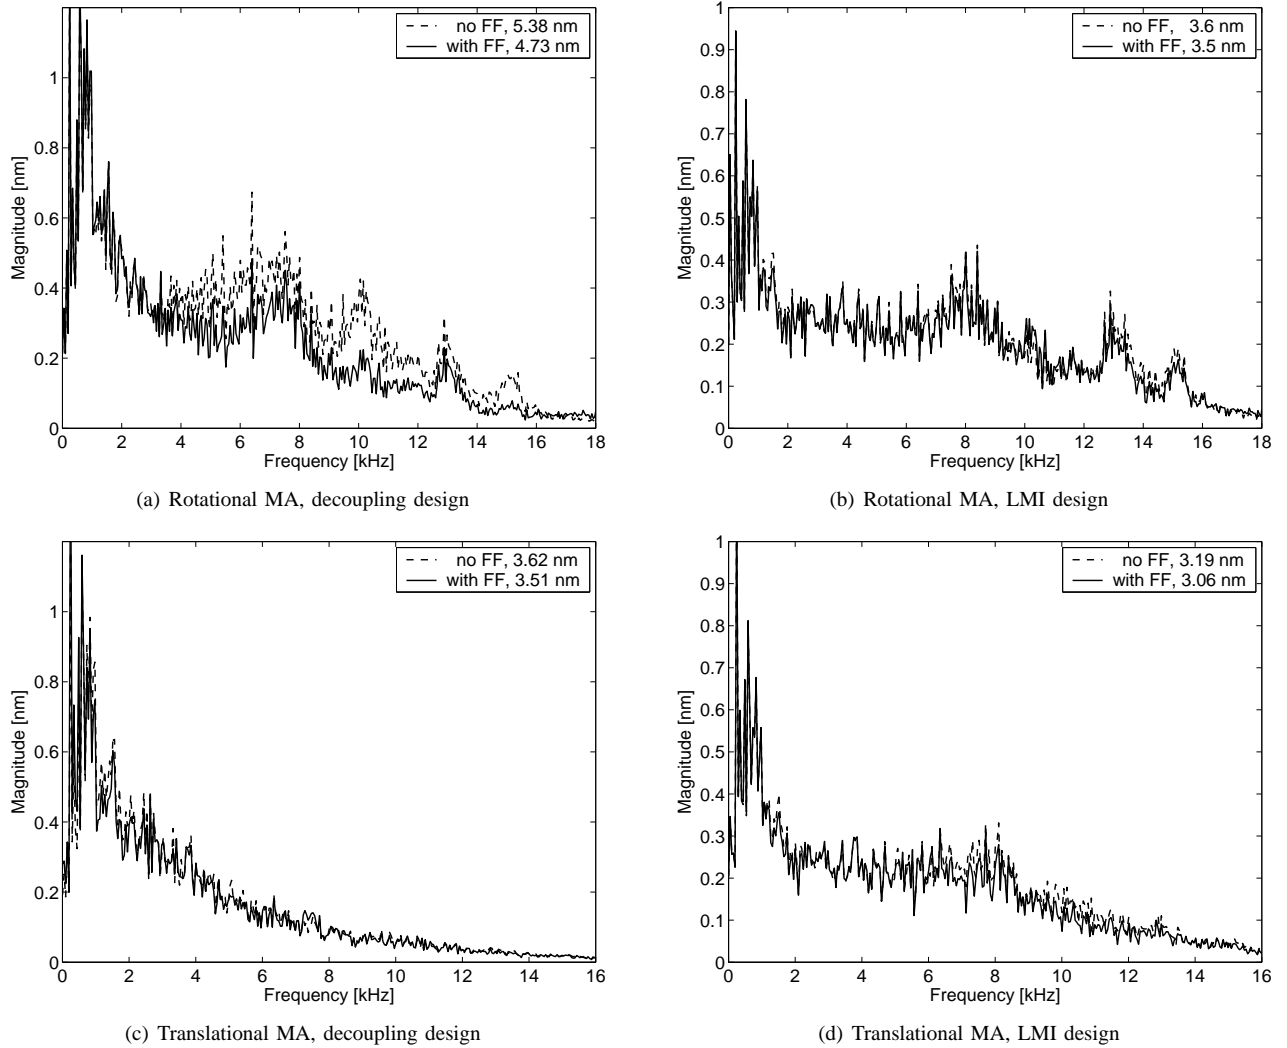 no FF, 5.38 nm
with FF, 4.73 nm
Magnitude [nm]
1
0.8
0.6
0.4
0.2
0
0 2 4 6 8 10 12 14 16 18
Frequency [kHz]
(a) Rotational MA, decoupling design
no FF, 3.6 nm
with FF, 3.5 nm
Magnitude [nm]
1
0.9
0.8
0.7
0.6
0.5
0.4
0.3
0.2
0.1
0
0 2 4 6 8 10 12 14 16 18
Frequency [kHz]
(b) Rotational MA, LMI design
no FF, 3.62 nm
with FF, 3.51 nm
Magnitude [nm]
1
0.8
0.6
0.4
0.2
0
0 2 4 6 8 10 12 14 16
Frequency [kHz]
(c) Translational MA, decoupling design
no FF, 3.19 nm
with FF, 3.06 nm
Magnitude [nm]
1
0.9
0.8
0.7
0.6
0.5
0.4
0.3
0.2
0.1
0
0 2 4 6 8 10 12 14 16
Frequency [kHz]
(d) Translational MA, LMI design